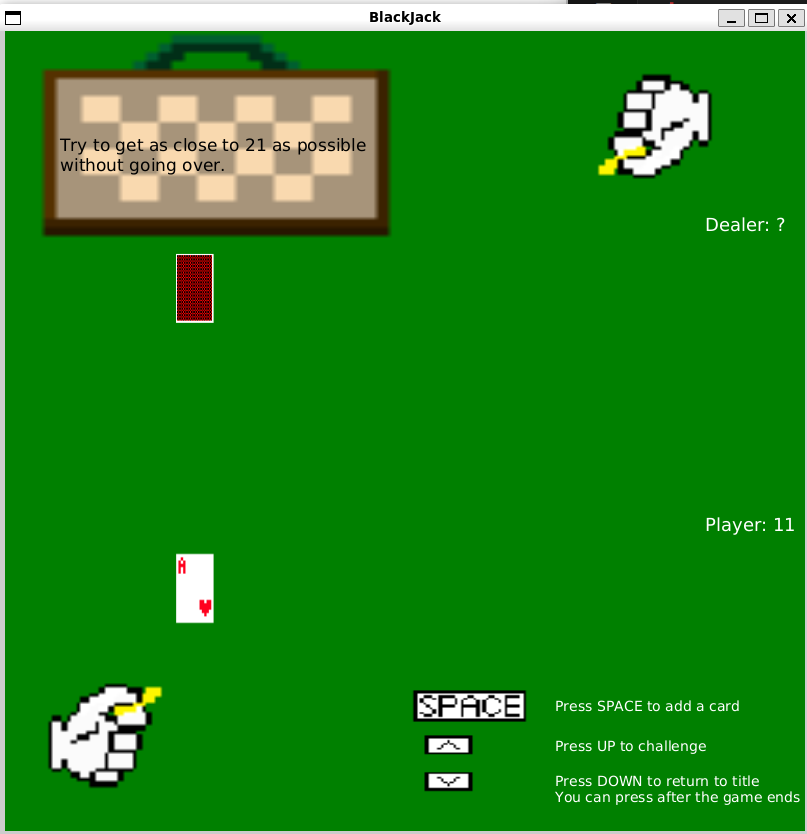 BlackJack
Try to get as close to 21 as possible
without going over.
Dealer: ?
Player: 11
A
SPACE
Press SPACE to add a card
Press UP to challenge
Press DOWN to return to title
You can press after the game ends